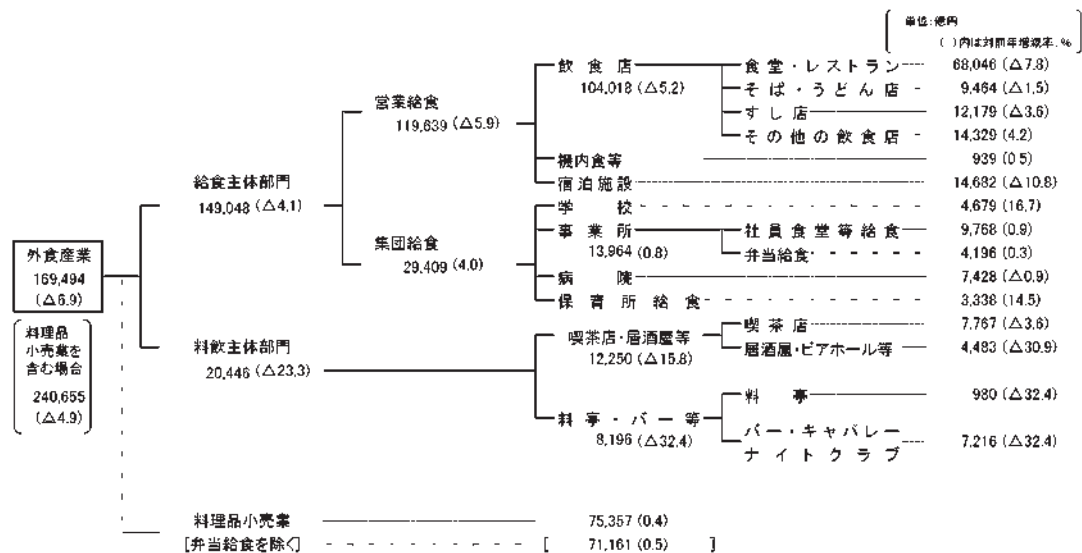 単位:億円
( )内は対前年増減率、%
飲食店
104,018 (△5.2)
食堂・レストラン 68,046 (△7.8)
そば・うどん店 9,464 (△1.5)
すし店 12,179 (△3.6)
その他の飲食店 14,329 (4.2)
営業給食
119,639 (△5.9)
機内食等 939 (0.5)
宿泊施設 14,682 (△10.8)
給食主体部門
149,048 (△4.1)
学校 4,679 (16.7)
事業所
13,964 (0.8)
社員食堂等給食 9,768 (0.9)
弁当給食 4,196 (0.3)
集団給食
29,409 (4.0)
病院 7,428 (△0.9)
保育所給食 3,338 (14.5)
外食産業
169,494
(△6.9)
料理品
小売業を
含む場合
240,655
(△4.9)
料飲主体部門
20,446 (△23.3)
喫茶店・居酒屋等
12,250 (△15.8)
喫茶店 7,767 (△3.6)
居酒屋・ビアホール等 4,483 (△30.9)
料亭・バー等
8,196 (△32.4)
料亭 980 (△32.4)
バー・キャバレー
ナイトクラブ 7,216 (△32.4)
料理品小売業 75,357 (0.4)
[弁当給食を除く] [ 71,161 (0.5) ]